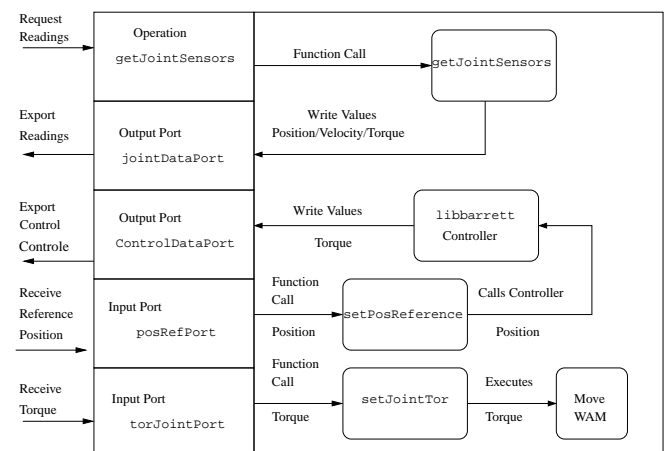 Request
Readings
Operation
getJointSensors
Function Call
getJointSensors
Export
Readings
Output Port
jointDataPort
Write Values
Position/Velocity/Torque
Export
Control
Controle
Output Port
ControlDataPort
Write Values
Torque
libbarrett
Controller
Receive
Reference
Position
Input Port
posRefPort
Function
Call
Position
setPosReference
Calls Controller
Position
Receive
Torque
Input Port
torJointPort
Function
Call
Torque
setJointTor
Executes
Torque
Move
WAM